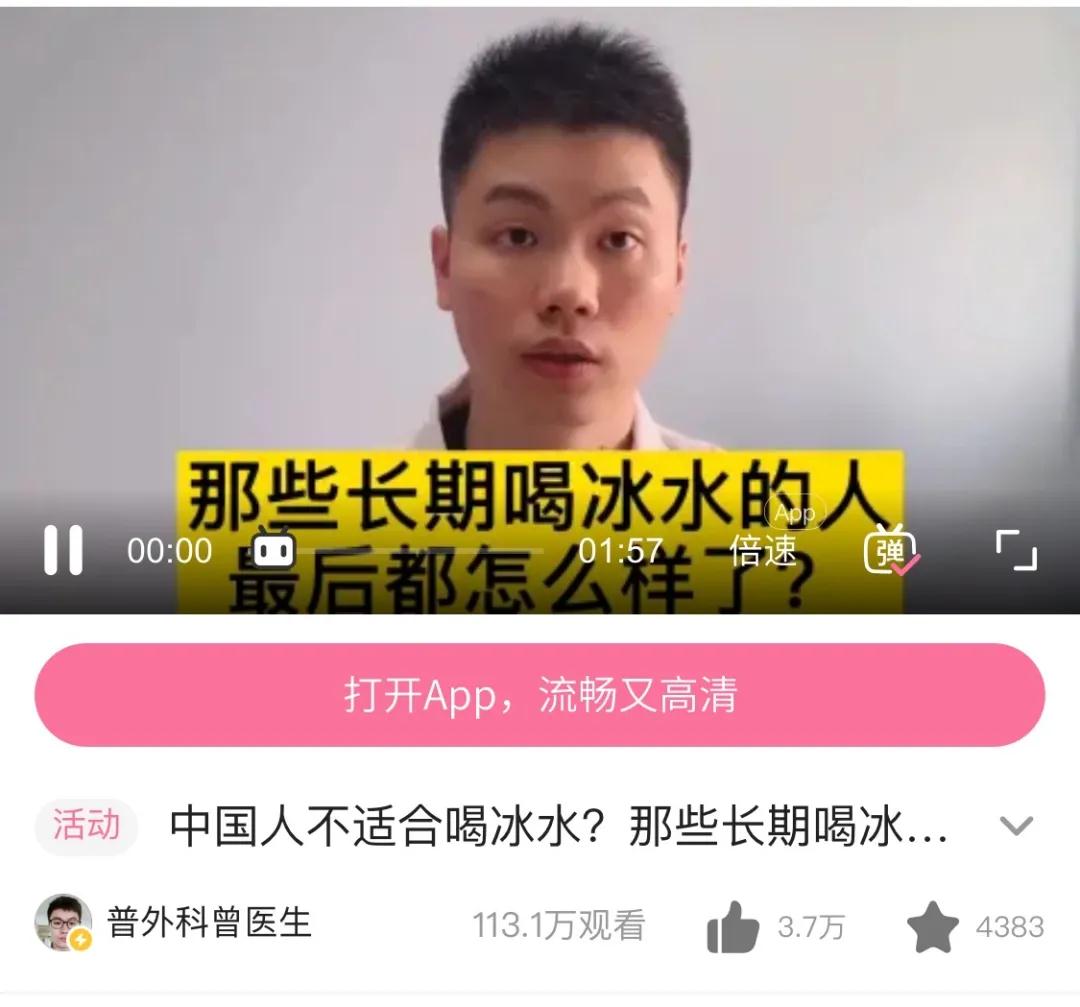 那些长期喝冰水的人
最后都怎么样了？
00:00
01:57
倍速
App
弹
打开App，流畅又高清
活动
中国人不适合喝冰水？那些长期喝冰...
普外科曾医生
113.1万观看
3.7万
4383